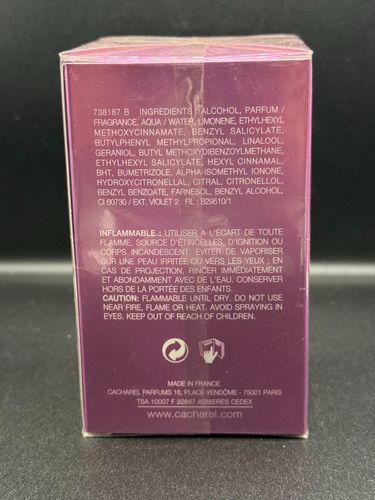 738187 B INGREDIENTS : ALCOHOL, PARFUM /
FRAGRANCE, AQUA / WATER, LIMONENE, ETHYLHEXYL
METHOXYCINNAMATE, BENZYL SALICYLATE,
BUTYLPHENYL METHYLPROPIONAL, LINALOOL,
GERANIOL, BUTYL METHOXYDIBENZOYLMETHANE,
ETHYLHEXYL SALICYLATE, HEXYL CINNAMAL,
BHT, BUMETRIZOLE, ALPHA-ISOMETHYL IONONE,
HYDROXYCITRONELLAL, CITRAL, CITRONELLOL,
BENZYL BENZOATE, FARNESOL, BENZYL ALCOHOL,
CI 60730 / EXT. VIOLET 2 FIL : B29510/1
INFLAMMABLE : UTILISER À L'ÉCART DE TOUTE
FLAMME, SOURCE D'ÉTINCELLES, D'IGNITION OU
CORPS INCANDESCENT. ÉVITER DE VAPORISER
SUR UNE PEAU IRRITÉE OU VERS LES YEUX ; EN
CAS DE PROJECTION, RINCER IMMÉDIATEMENT
ET ABONDAMMENT AVEC DE L'EAU. CONSERVER
HORS DE LA PORTÉE DES ENFANTS.
CAUTION: FLAMMABLE UNTIL DRY. DO NOT USE
NEAR FIRE, FLAME OR HEAT. AVOID SPRAYING IN
EYES. KEEP OUT OF REACH OF CHILDREN.
MADE IN FRANCE
CACHAREL PARFUMS 16, PLACE VENDÔME - 75001 PARIS
TSA 10007 F 92667 ASNIERES CEDEX
www.cacharel.com